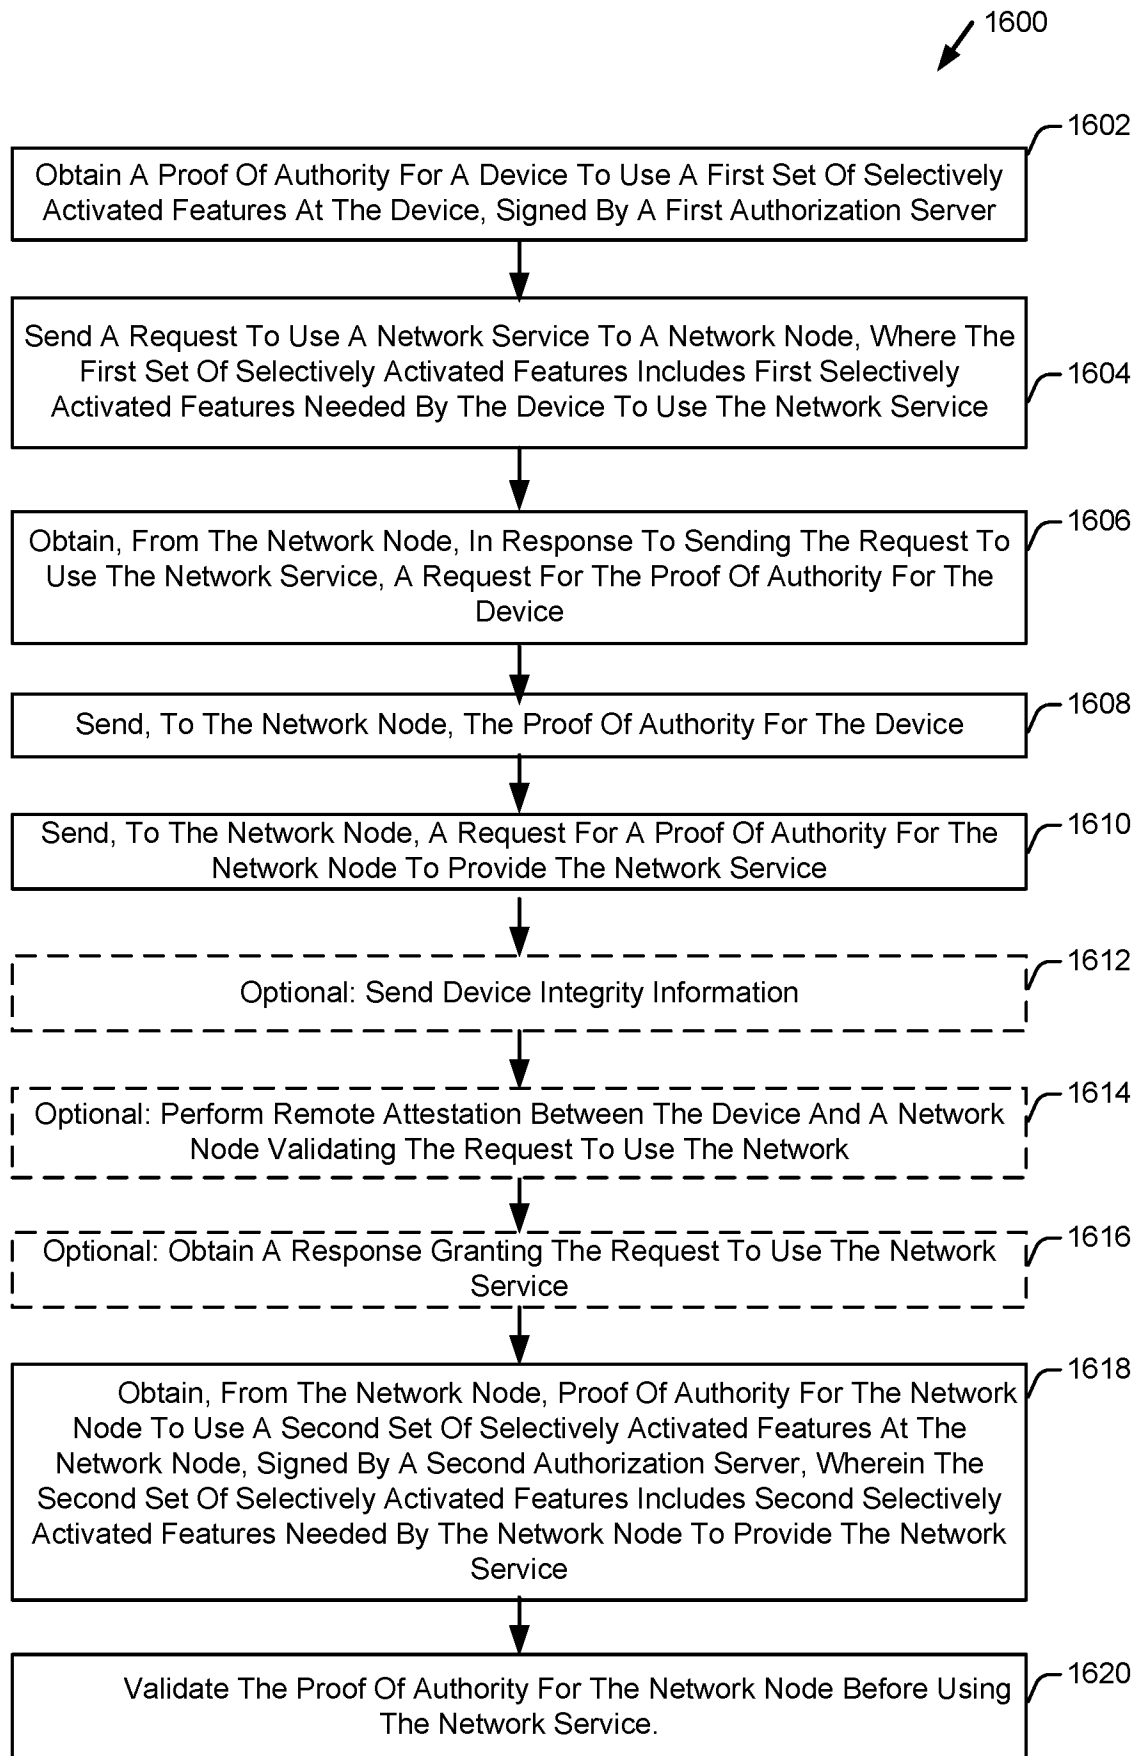 1600
1602
Obtain A Proof Of Authority For A Device To Use A First Set Of Selectively
Activated Features At The Device, Signed By A First Authorization Server
Send A Request To Use A Network Service To A Network Node, Where The
First Set Of Selectively Activated Features Includes First Selectively
Activated Features Needed By The Device To Use The Network Service
1604
1606
Obtain, From The Network Node, In Response To Sending The Request To
Use The Network Service, A Request For The Proof Of Authority For The
Device
1608
Send, To The Network Node, The Proof Of Authority For The Device
1610
Send, To The Network Node, A Request For A Proof Of Authority For The
Network Node To Provide The Network Service
1612
Optional: Send Device Integrity Information
1614
Optional: Perform Remote Attestation Between The Device And A Network
Node Validating The Request To Use The Network
1616
Optional: Obtain A Response Granting The Request To Use The Network
Service
1618
Obtain, From The Network Node, Proof Of Authority For The Network
Node To Use A Second Set Of Selectively Activated Features At The
Network Node, Signed By A Second Authorization Server, Wherein The
Second Set Of Selectively Activated Features Includes Second Selectively
Activated Features Needed By The Network Node To Provide The Network
Service
1620
Validate The Proof Of Authority For The Network Node Before Using
The Network Service.